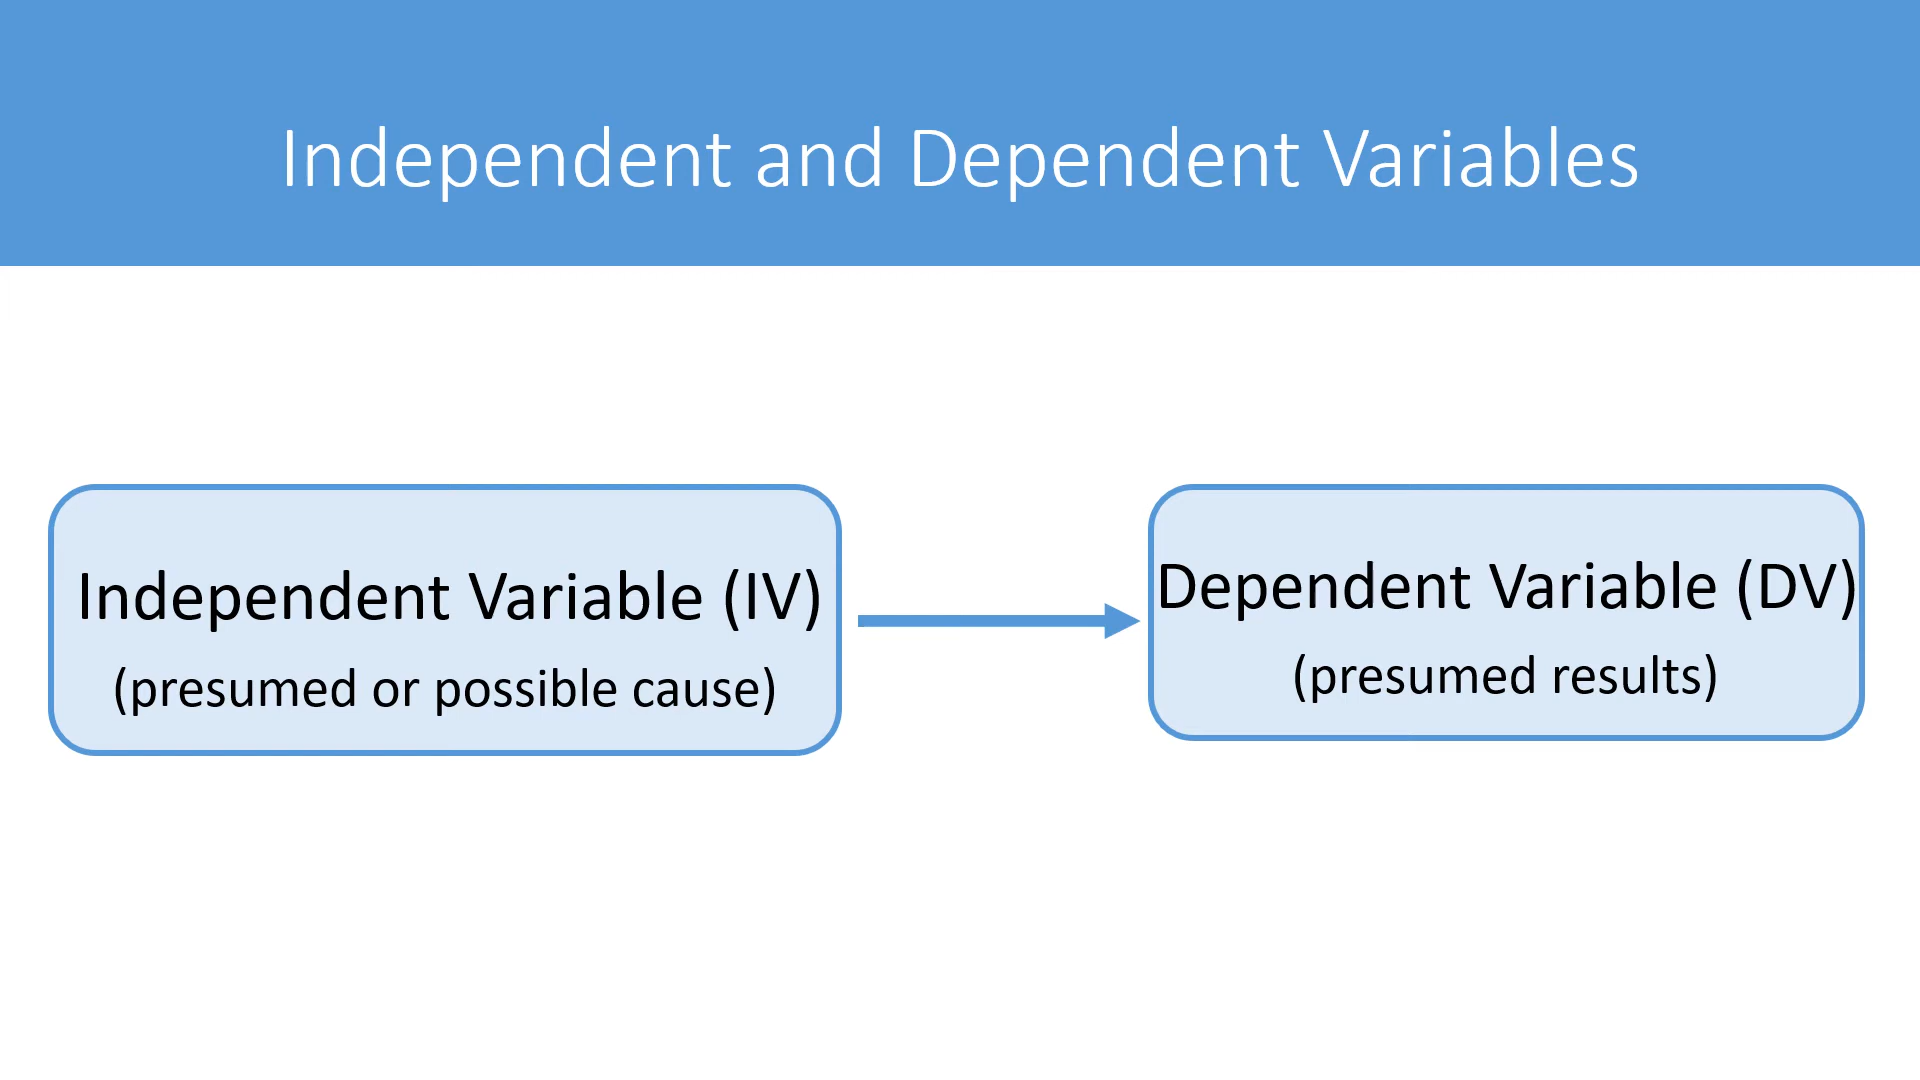 Independent and Dependent Variables
Independent Variable (IV)
(presumed or possible cause)
Dependent Variable (DV)
(presumed results)